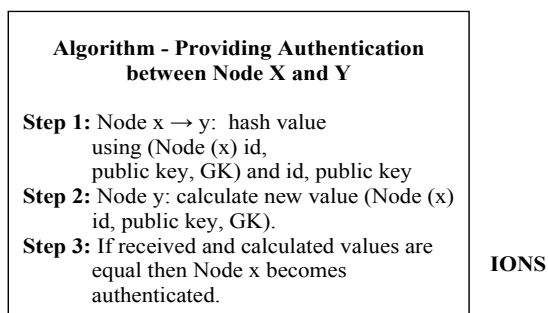 Algorithm - Providing Authentication
between Node X and Y
Step 1: Node x → y:  hash value
using (Node (x) id,
public key, GK) and id, public key
Step 2: Node y: calculate new value (Node (x)
id, public key, GK).
Step 3: If received and calculated values are
equal then Node x becomes
authenticated.
IONS